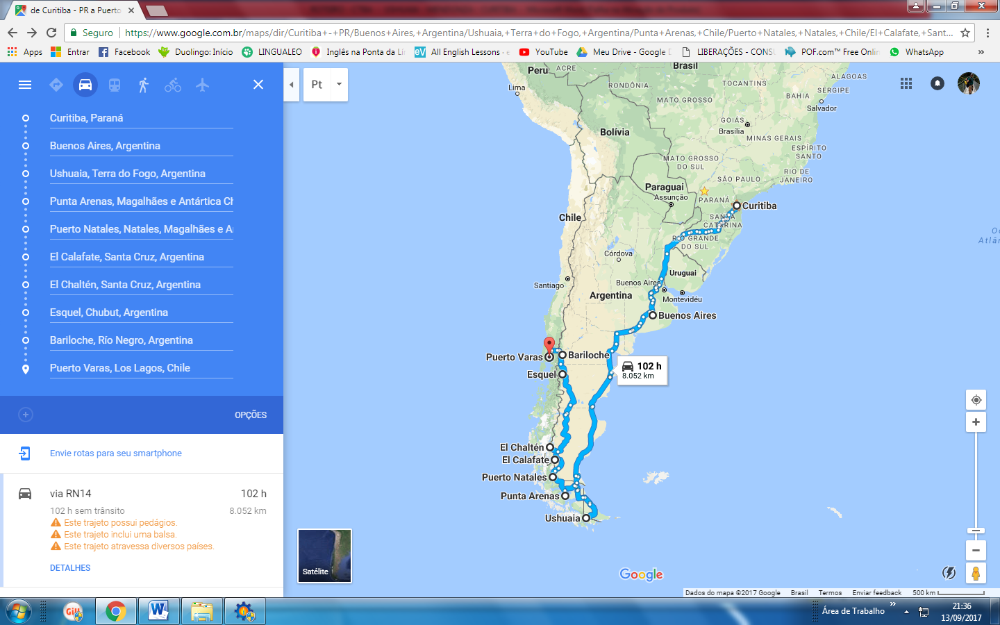 de Curitiba - PR a Puerto
Seguro
https://www.google.com.br/maps/dir/Curitiba+-+PR/Buenos+Aires,+Argentina/Ushuaia,+Terra+do+Fogo,+Argentina/Punta+Arenas,+Chile/Puerto+Natales,+Natales,+Chile/El+Calafate,+Sant...
Apps
Entrar
Facebook
Duolingo: Início
LINGUALEO
Inglês na Ponta da Li
All English Lessons · e
YouTube
Meu Drive - Google D
LIBERAÇÕES - CONSU
POF.com™ Free Onlin
WhatsApp
»
Curitiba, Paraná
Buenos Aires, Argentina
Ushuaia, Terra do Fogo, Argentina
Punta Arenas, Magalhães e Antártica Ch
Puerto Natales, Natales, Magalhães e An
El Calafate, Santa Cruz, Argentina
El Chaltén, Santa Cruz, Argentina
Esquel, Chubut, Argentina
Bariloche, Río Negro, Argentina
Puerto Varas, Los Lagos, Chile
OPÇÕES
Envie rotas para seu smartphone
via RN14
102 h
102 h sem trânsito
8.052 km
Este trajeto possui pedágios.
Este trajeto inclui uma balsa.
Este trajeto atravessa diversos países.
DETALHES
Pt
Peru
ACRE
Brasil
ALAGOAS
Lima
RONDÔNIA
TOCANTINS
SERGIPE
BAHIA
MATO GROSSO
Salvador
GOIÁS
Brasília
Bolívia
MINAS GERAIS
ESPÍRITO
SANTO
MATO GROSSO
DO SUL
RIO DE
JANEIRO
SÃO PAULO
Paraguai
Assunção
PARANÁ
Curitiba
Chile
SANTA
CATARINA
RIO GRANDE
DO SUL
Córdova
Uruguai
Santiago
Buenos Aires
Argentina
Montevidéu
Buenos Aires
Puerto Varas
Bariloche
102 h
8.052 km
Esquel
El Chaltén
El Calafate
Puerto Natales
Punta Arenas
Ushuaia
Satélite
Google
Dados do mapa ©2017 Google
Brasil
Termos
Enviar feedback
500 km
Área de Trabalho
»
21:36
13/09/2017